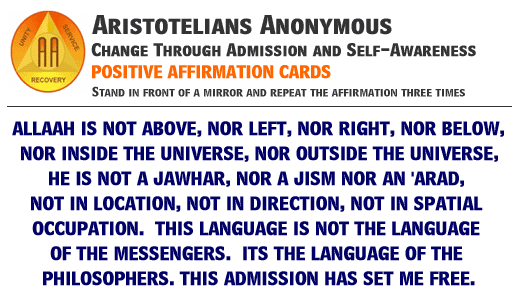 UNITY
SERVICE
AA
RECOVERY
ARISTOTELIANS ANONYMOUS
CHANGE THROUGH ADMISSION AND SELF-AWARENESS
POSITIVE AFFIRMATION CARDS
STAND IN FRONT OF A MIRROR AND REPEAT THE AFFIRMATION THREE TIMES
ALLAAH IS NOT ABOVE, NOR LEFT, NOR RIGHT, NOR BELOW,
NOR INSIDE THE UNIVERSE, NOR OUTSIDE THE UNIVERSE,
HE IS NOT A JAWHAR, NOR A JISM NOR AN 'ARAD,
NOT IN LOCATION, NOT IN DIRECTION, NOT IN SPATIAL
OCCUPATION. THIS LANGUAGE IS NOT THE LANGUAGE
OF THE MESSENGERS. ITS THE LANGUAGE OF THE
PHILOSOPHERS. THIS ADMISSION HAS SET ME FREE.